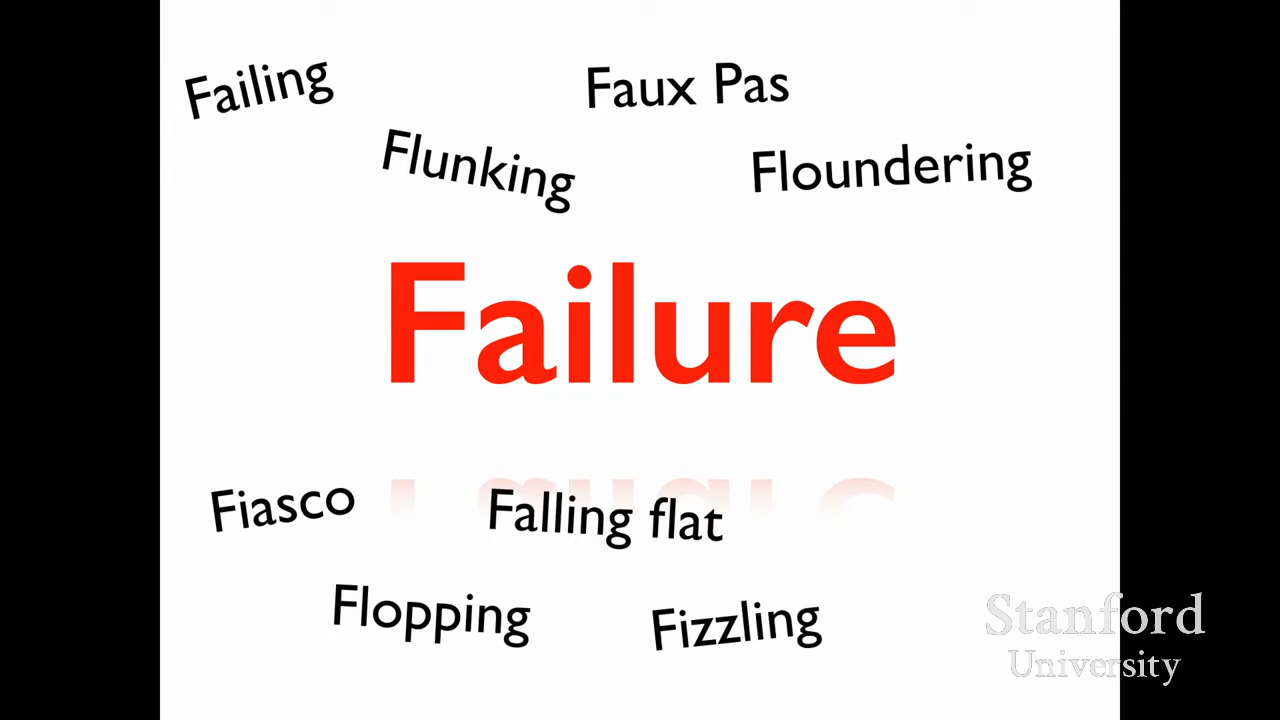 Failing
Faux Pas
Flunking
Floundering
Failure
Fiasco
Falling flat
Flopping
Fizzling
Stanford
University